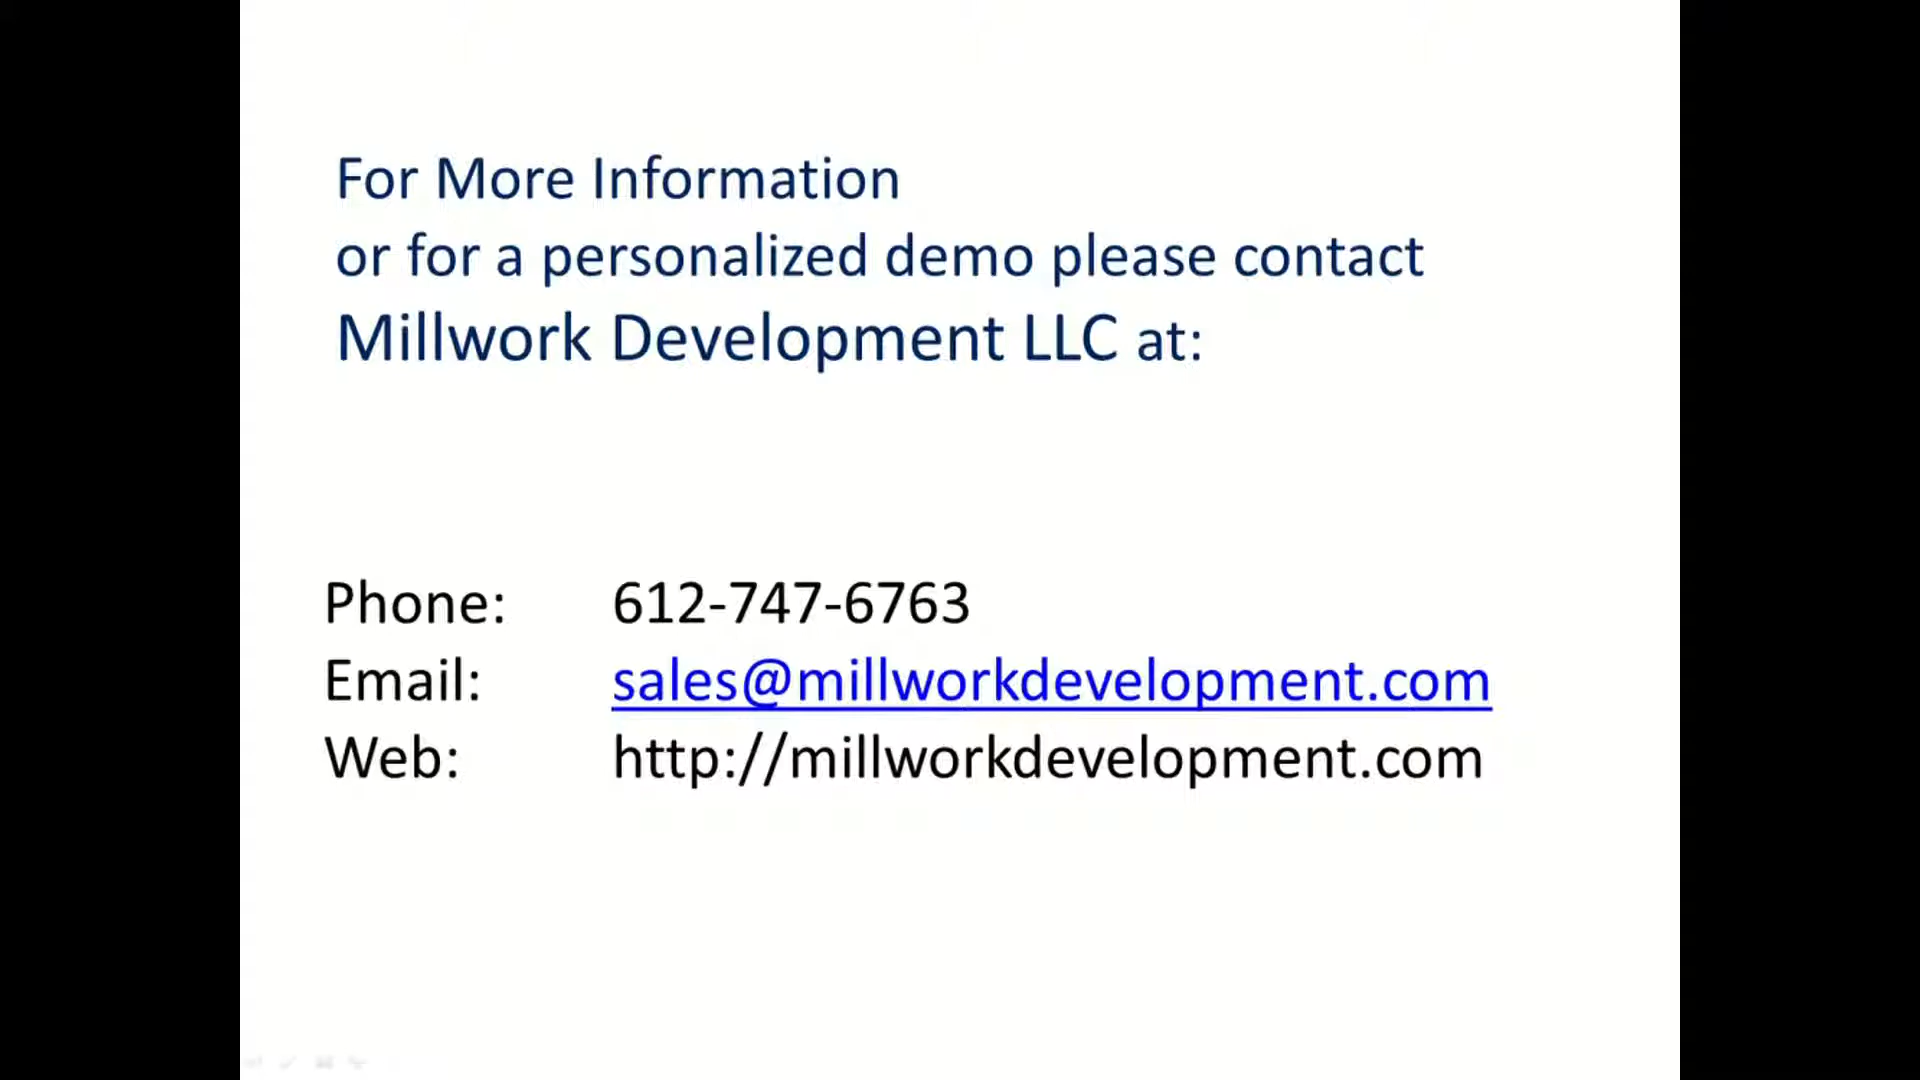 For More Information
or for a personalized demo please contact
Millwork Development LLC at:
Phone: 612-747-6763
Email: sales@millworkdevelopment.com
Web: http://millworkdevelopment.com